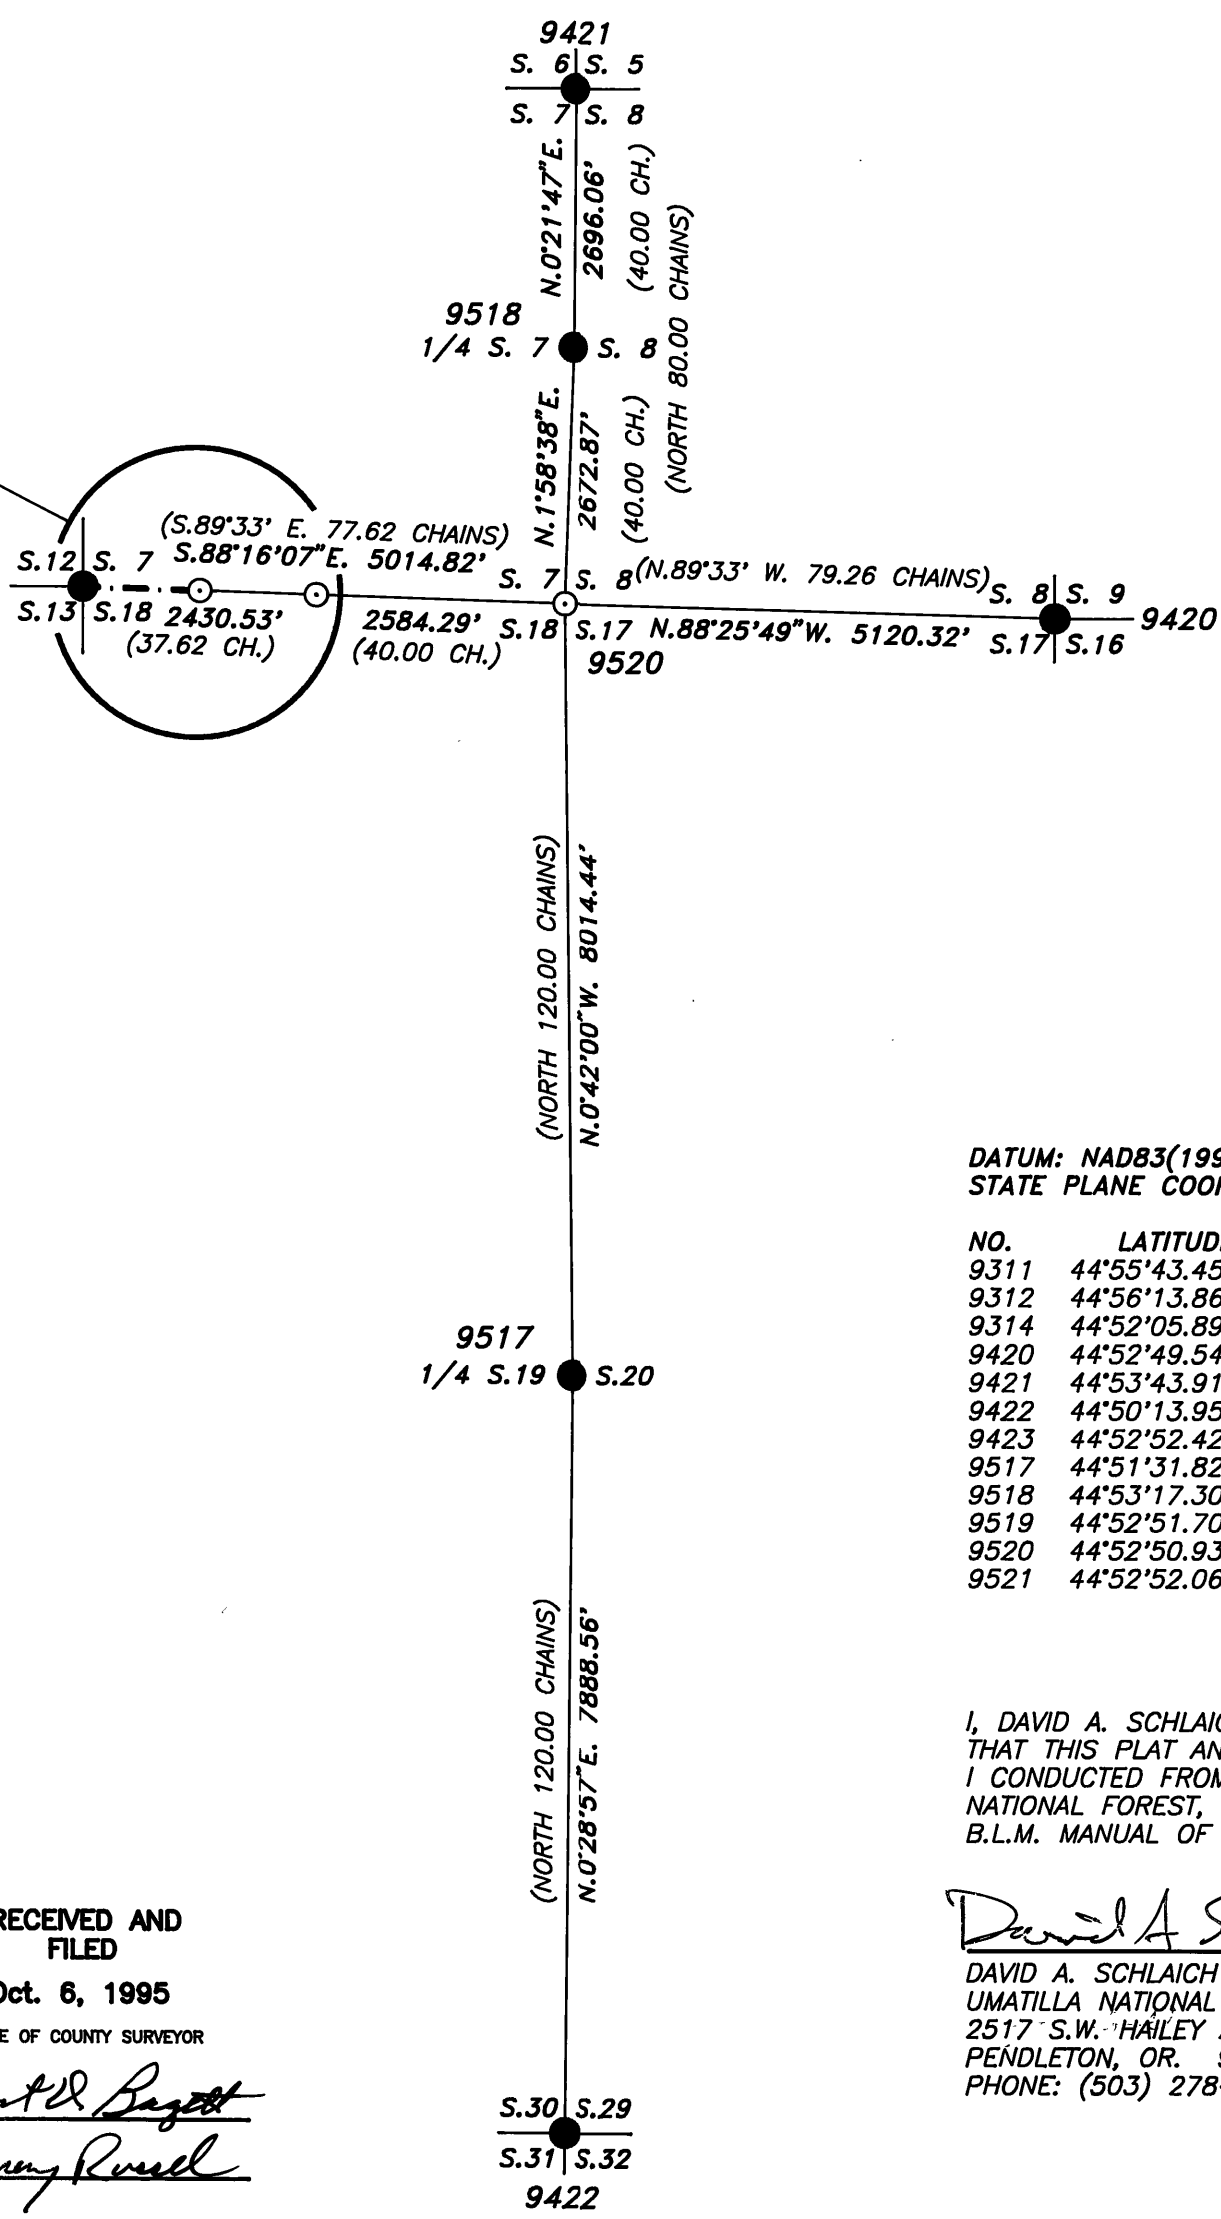 9421
S. 6 S. 5
S. 7 S. 8
N.0°21'47"E.
2696.06'
(40.00 CH.)
(NORTH 80.00 CHAINS)
9518
1/4 S. 7 S. 8
N.1°58'38"E.
2672.87'
(40.00 CH.)
(S.89°33' E. 77.62 CHAINS)
S.12 S. 7 S.88°16'07"E. 5014.82'
S. 7 S. 8 (N.89°33' W. 79.26 CHAINS) S. 8 S. 9
S.13 S.18 2430.53' 2584.29' S.18 S.17 N.88°25'49"W. 5120.32' S.17 S.16 9420
(37.62 CH.) (40.00 CH.) 9520
(NORTH 120.00 CHAINS)
N.0°42'00"W. 8014.44'
9517
1/4 S.19 S.20
(NORTH 120.00 CHAINS)
N.0°28'57"E. 7888.56'
S.30 S.29
S.31 S.32
9422
DATUM: NAD83(199
STATE PLANE COO
NO. LATITUD
9311 44°55'43.45
9312 44°56'13.86
9314 44°52'05.89
9420 44°52'49.54
9421 44°53'43.91
9422 44°50'13.95
9423 44°52'52.42
9517 44°51'31.82
9518 44°53'17.30
9519 44°52'51.70
9520 44°52'50.93
9521 44°52'52.06
I, DAVID A. SCHLAIC
THAT THIS PLAT AN
I CONDUCTED FROM
NATIONAL FOREST,
B.L.M. MANUAL OF
David A S
DAVID A. SCHLAICH
UMATILLA NATIONAL
2517 S.W. HAILEY
PENDLETON, OR.
PHONE: (503) 278-
RECEIVED AND
FILED
Oct. 6, 1995
E OF COUNTY SURVEYOR